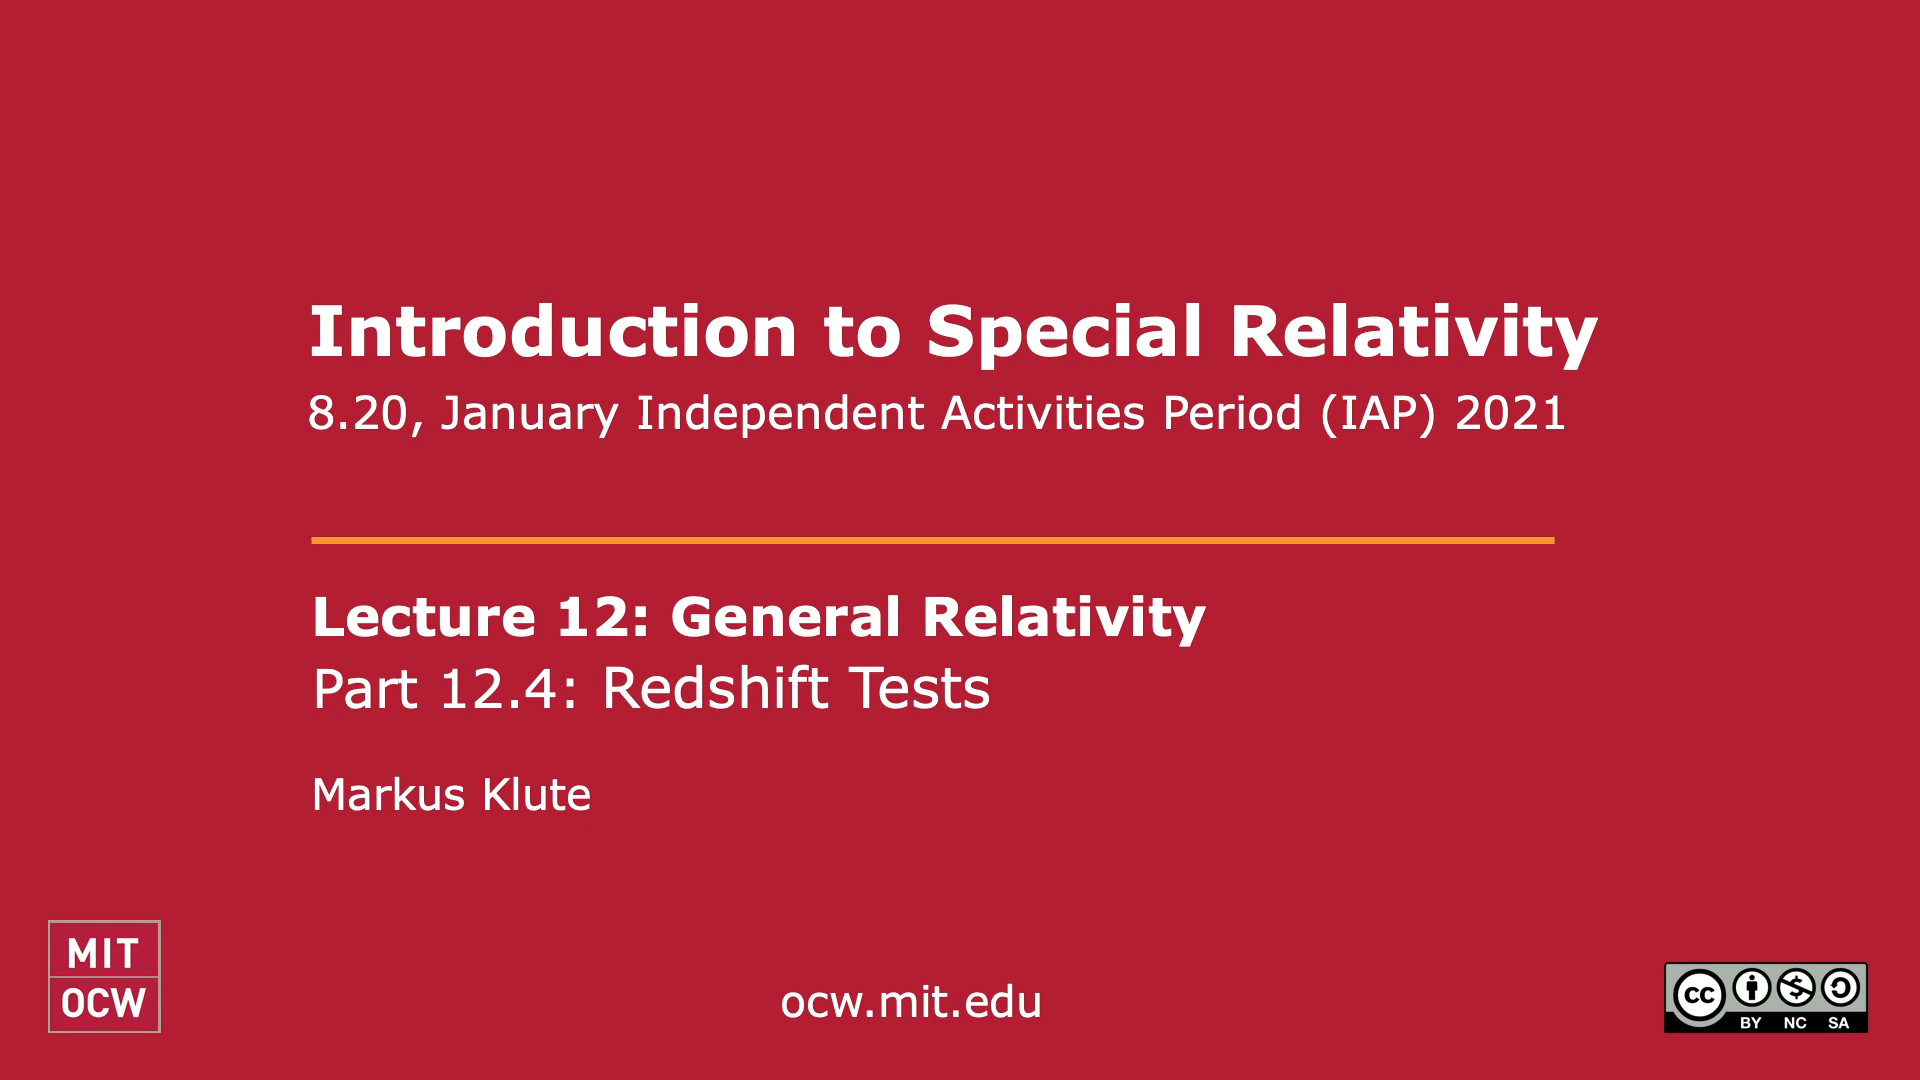 Introduction to Special Relativity
8.20, January Independent Activities Period (IAP) 2021
Lecture 12: General Relativity
Part 12.4: Redshift Tests
Markus Klute
MIT
OCW
ocw.mit.edu
cc
BY NC SA